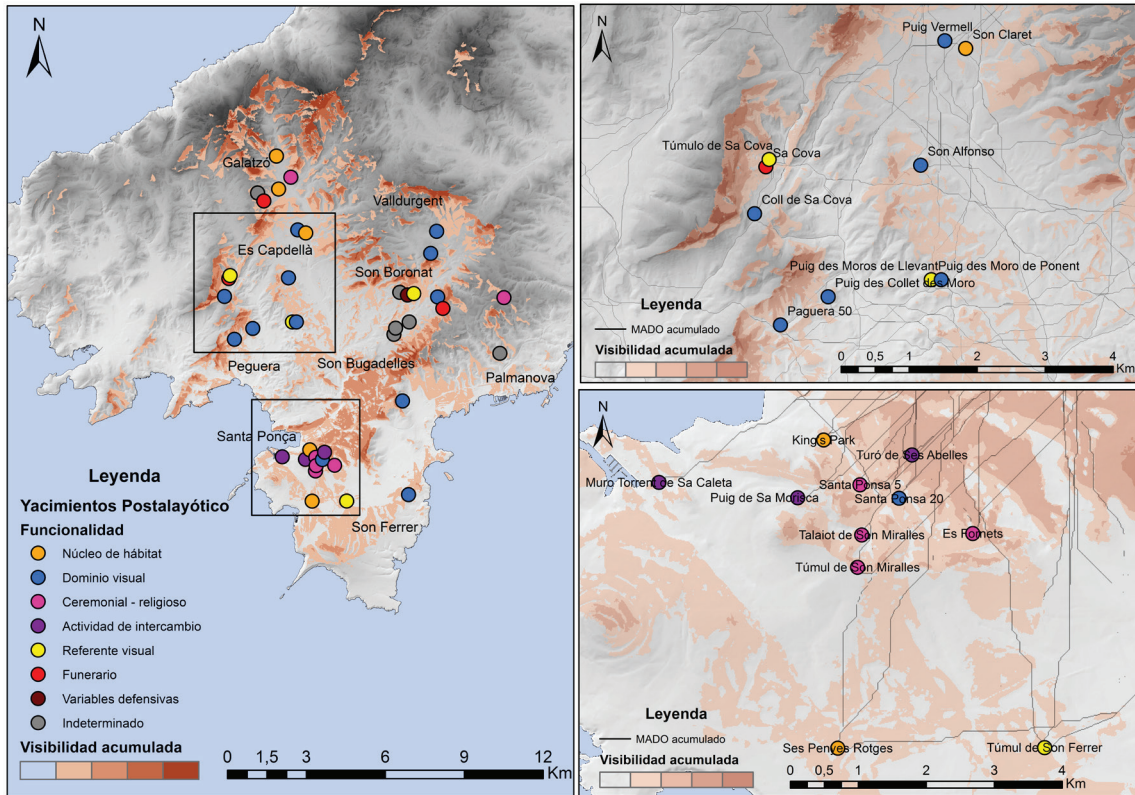 N
Galatzó
Valldurgent
Es Capdellà
Son Boronat
Peguera
Son Bugadelles
Palmanova
Santa Ponça
Son Ferrer
Leyenda
Yacimientos Postalayótico
Funcionalidad
Núcleo de hábitat
Dominio visual
Ceremonial - religioso
Actividad de intercambio
Referente visual
Funerario
Variables defensivas
Indeterminado
Visibilidad acumulada
0 1,5 3 6 9 12
Km
N
Puig Vermell
Son Claret
Túmulo de Sa Cova
Sa Cova
Son Alfonso
Coll de Sa Cova
Puig des Moros de Llevant
Puig des Moro de Ponent
Puig des Collet des Moro
Paguera 50
Leyenda
MADO acumulado
Visibilidad acumulada
0 0,5 1 2 3 4
Km
N
King's Park
Turó de Ses Abelles
Muro Torrent de Sa Caleta
Santa Ponsa 5
Puig de Sa Morisca
Santa Ponsa 20
Talaiot de Son Miralles
Es Fornets
Túmul de Son Miralles
Leyenda
MADO acumulado
Ses Penyes Rotges
Túmul de Son Ferrer
Visibilidad acumulada
0 0,5 1 2 3 4
Km